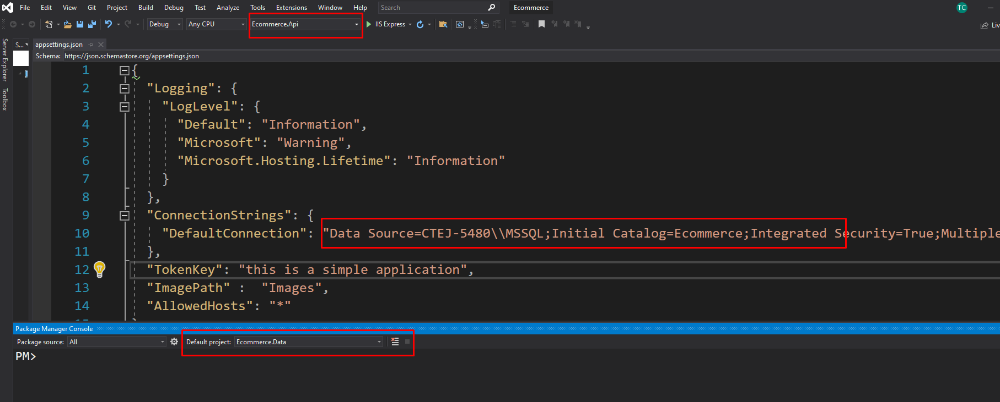 File Edit View Git Project Build Debug Test Analyze Tools Extensions Window Help Search Ecommerce TC
Debug Any CPU Ecommerce.Api IIS Express Liv
Server Explorer
Toolbox
S...
appsettings.json
Schema: https://json.schemastore.org/appsettings.json
1 {
2 "Logging": {
3 "LogLevel": {
4 "Default": "Information",
5 "Microsoft": "Warning",
6 "Microsoft.Hosting.Lifetime": "Information"
7 }
8 },
9 "ConnectionStrings": {
10 "DefaultConnection": "Data Source=CTEJ-5480\\MSSQL;Initial Catalog=Ecommerce;Integrated Security=True;Multiple
11 },
12 "TokenKey": "this is a simple application",
13 "ImagePath" : "Images",
14 "AllowedHosts": "*"
Package Manager Console
Package source: All Default project: Ecommerce.Data
PM>